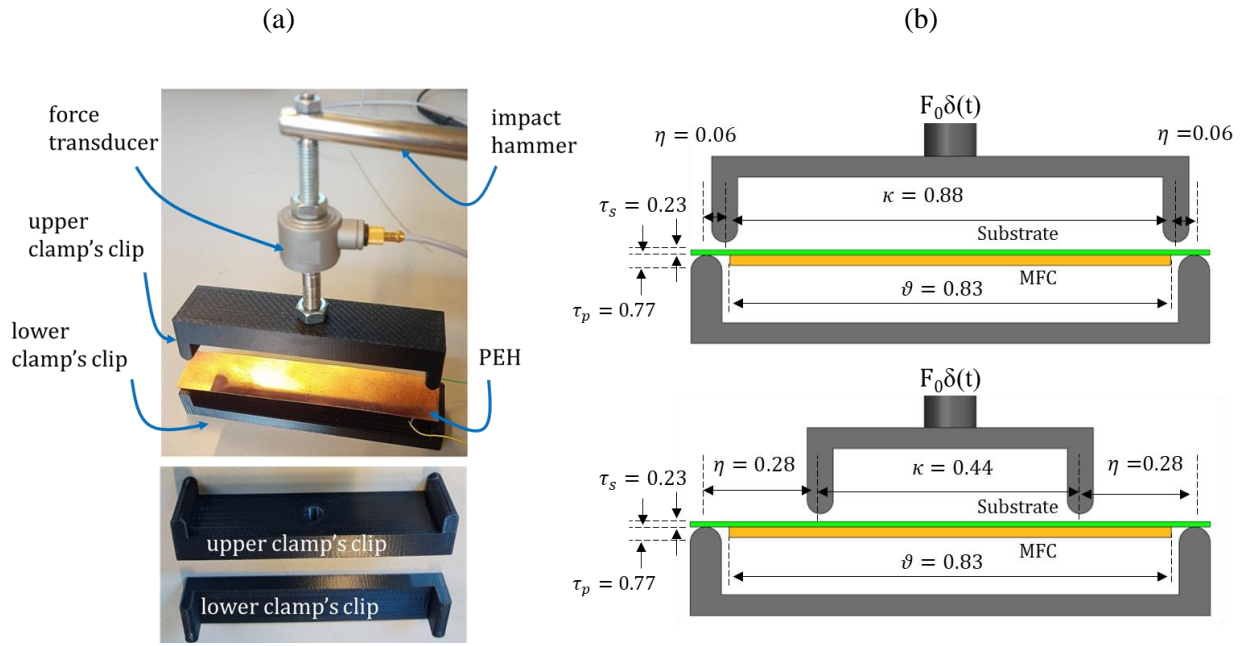 (a)
(b)
force
transducer
impact
hammer
upper
clamp's clip
lower
clamp's clip
PEH
upper clamp's clip
lower clamp's clip
F₀δ(t)
η = 0.06
η =0.06
κ = 0.88
τₛ = 0.23
Substrate
MFC
ϑ = 0.83
τₚ = 0.77
F₀δ(t)
η = 0.28
κ = 0.44
η =0.28
τₛ = 0.23
Substrate
MFC
ϑ = 0.83
τₚ = 0.77